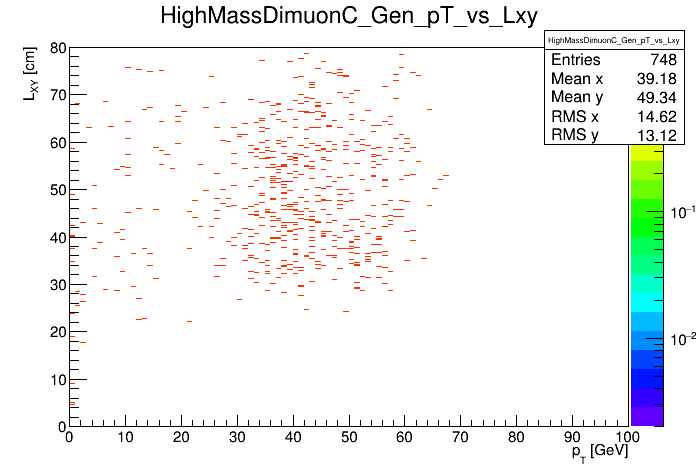 HighMassDimuonC_Gen_pT_vs_Lxy
HighMassDimuonC_Gen_pT_vs_Lxy
Entries 748
Mean x 39.18
Mean y 49.34
RMS x 14.62
RMS y 13.12
L_XY [cm]
80
70
60
50
40
30
20
10
0
10⁻¹
10⁻²
0 10 20 30 40 50 60 70 80 90 100
p_T [GeV]